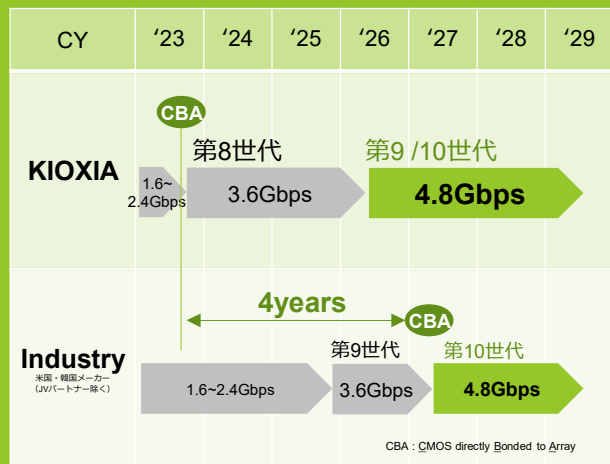 CY
‘23
‘24
‘25
‘26
‘27
‘28
‘29
CBA
KIOXIA
1.6~
2.4Gbps
第8世代
3.6Gbps
第9 /10世代
4.8Gbps
4years
CBA
Industry
米国・韓国メーカー
（JVパートナー除く）
1.6~2.4Gbps
第9世代
3.6Gbps
第10世代
4.8Gbps
CBA : CMOS directly Bonded to Array